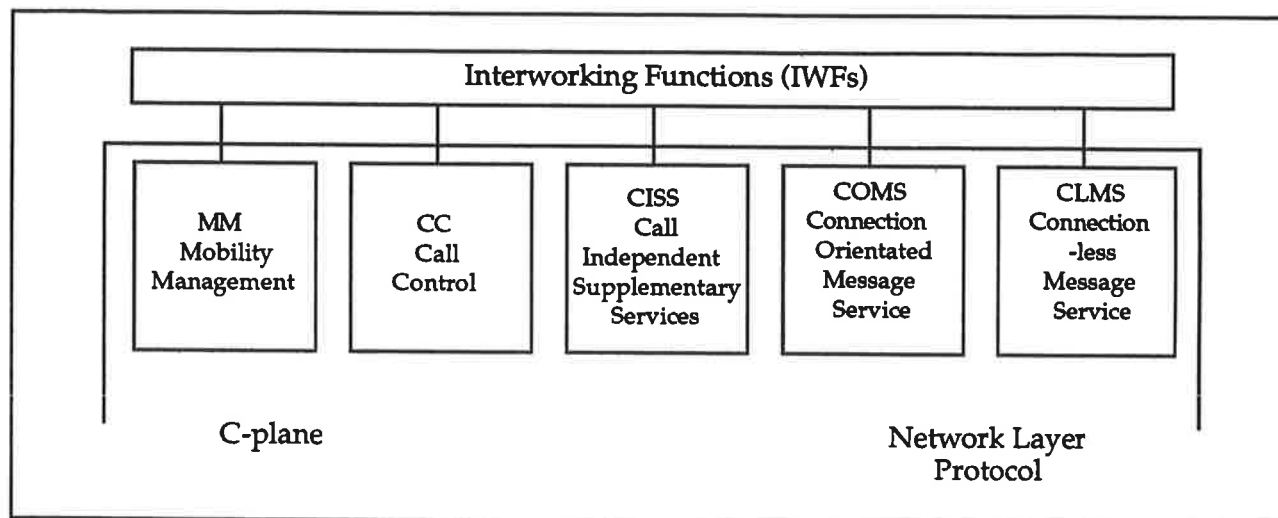 Interworking Functions (IWFs)
MM
Mobility
Management
CC
Call
Control
CISS
Call
Independent
Supplementary
Services
COMS
Connection
Orientated
Message
Service
CLMS
Connection
-less
Message
Service
C-plane
Network Layer
Protocol